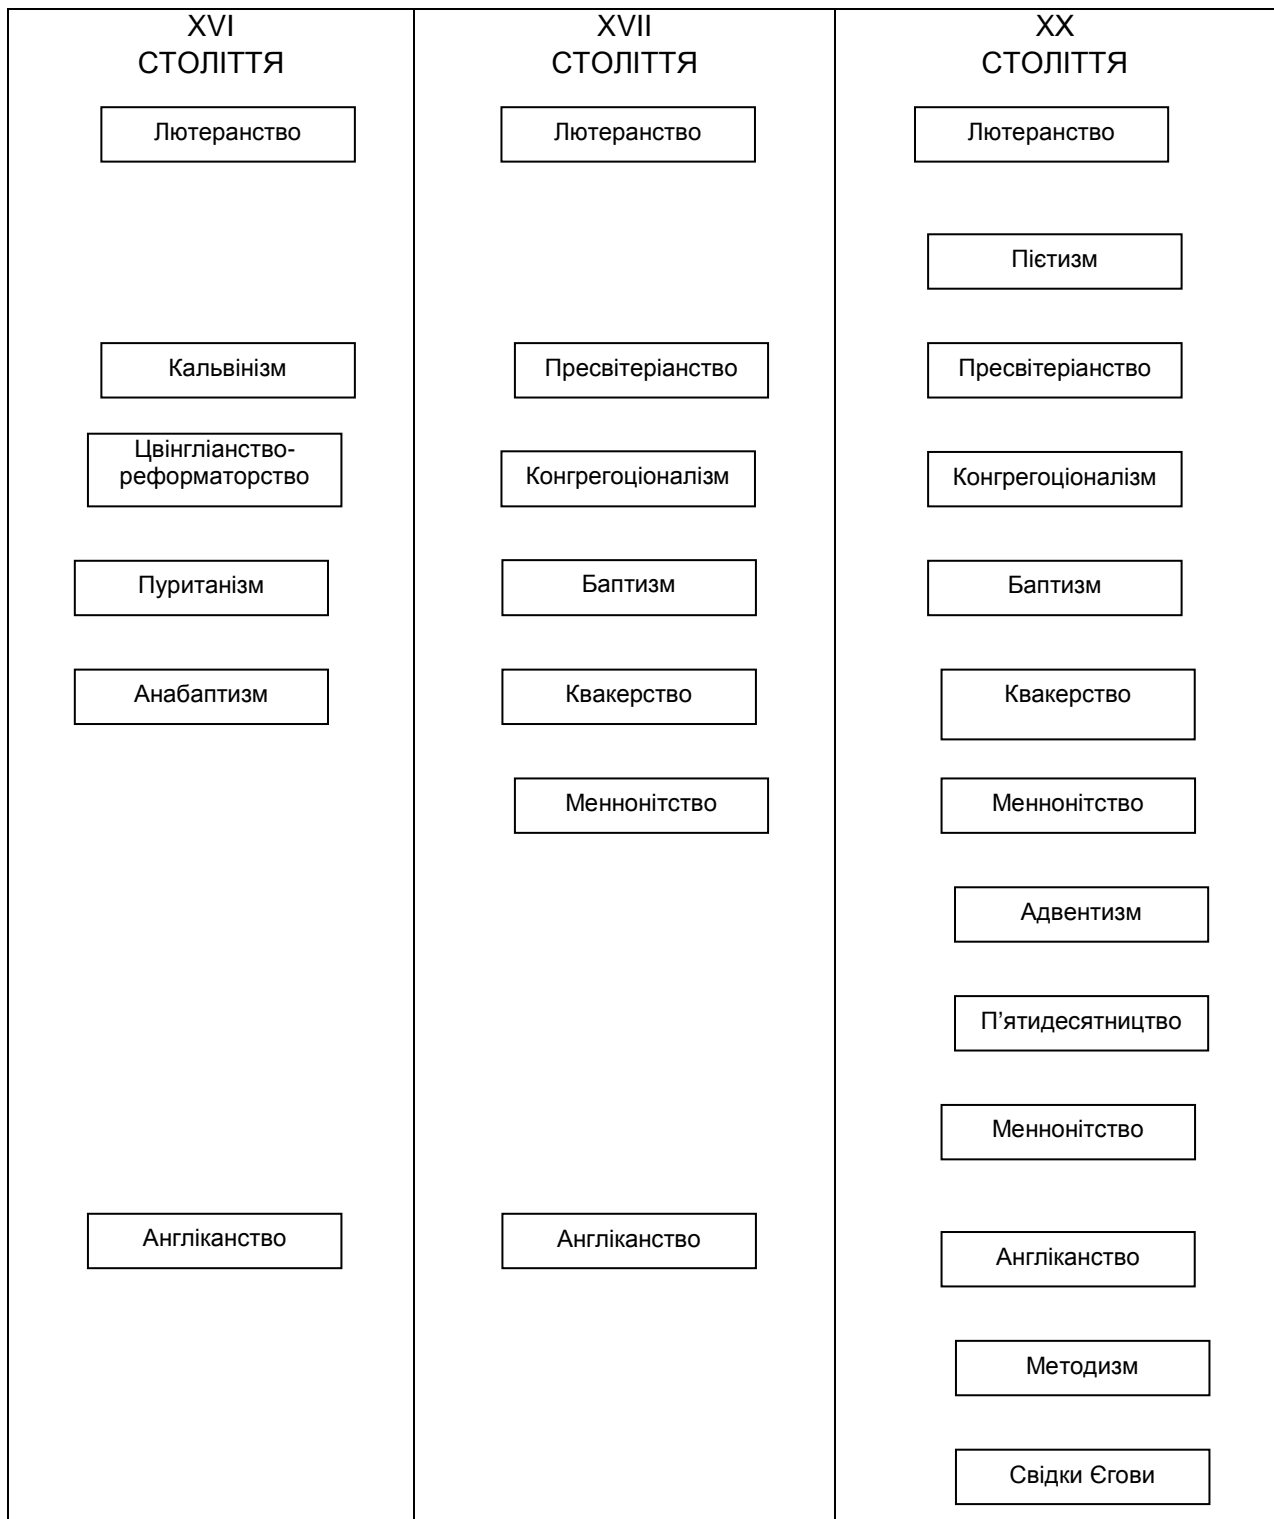 XVI
СТОЛІТТЯ
Лютеранство
Кальвінізм
Цвінгліанство-
реформаторство
Пуританізм
Анабаптизм
Англіканство
XVII
СТОЛІТТЯ
Лютеранство
Пресвітеріанство
Конгрегоціоналізм
Баптизм
Квакерство
Меннонітство
Англіканство
XX
СТОЛІТТЯ
Лютеранство
Пієтизм
Пресвітеріанство
Конгрегоціоналізм
Баптизм
Квакерство
Меннонітство
Адвентизм
П’ятидесятництво
Меннонітство
Англіканство
Методизм
Свідки Єгови